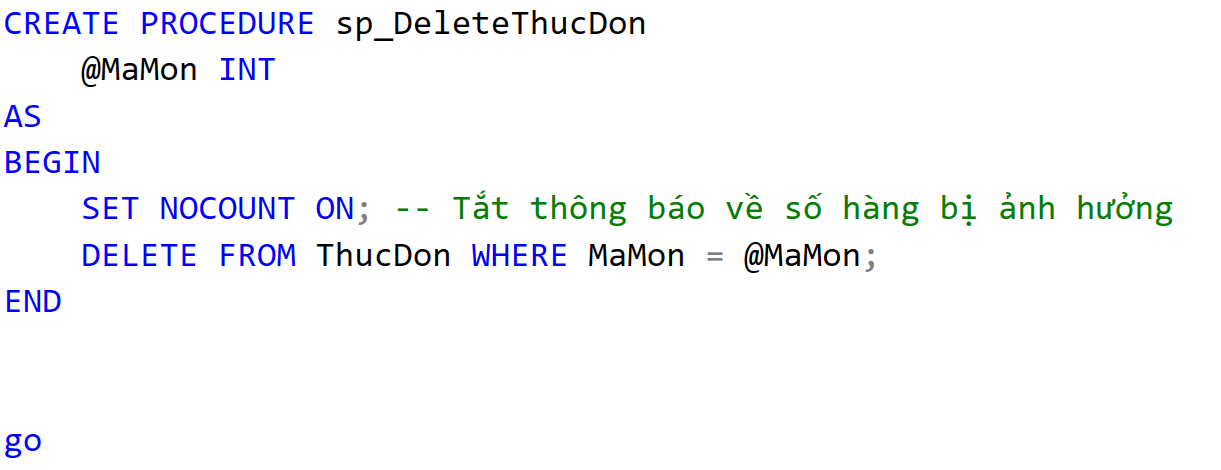 CREATE PROCEDURE sp_DeleteThucDon
    @MaMon INT
AS
BEGIN
    SET NOCOUNT ON; -- Tắt thông báo về số hàng bị ảnh hưởng
    DELETE FROM ThucDon WHERE MaMon = @MaMon;
END
go